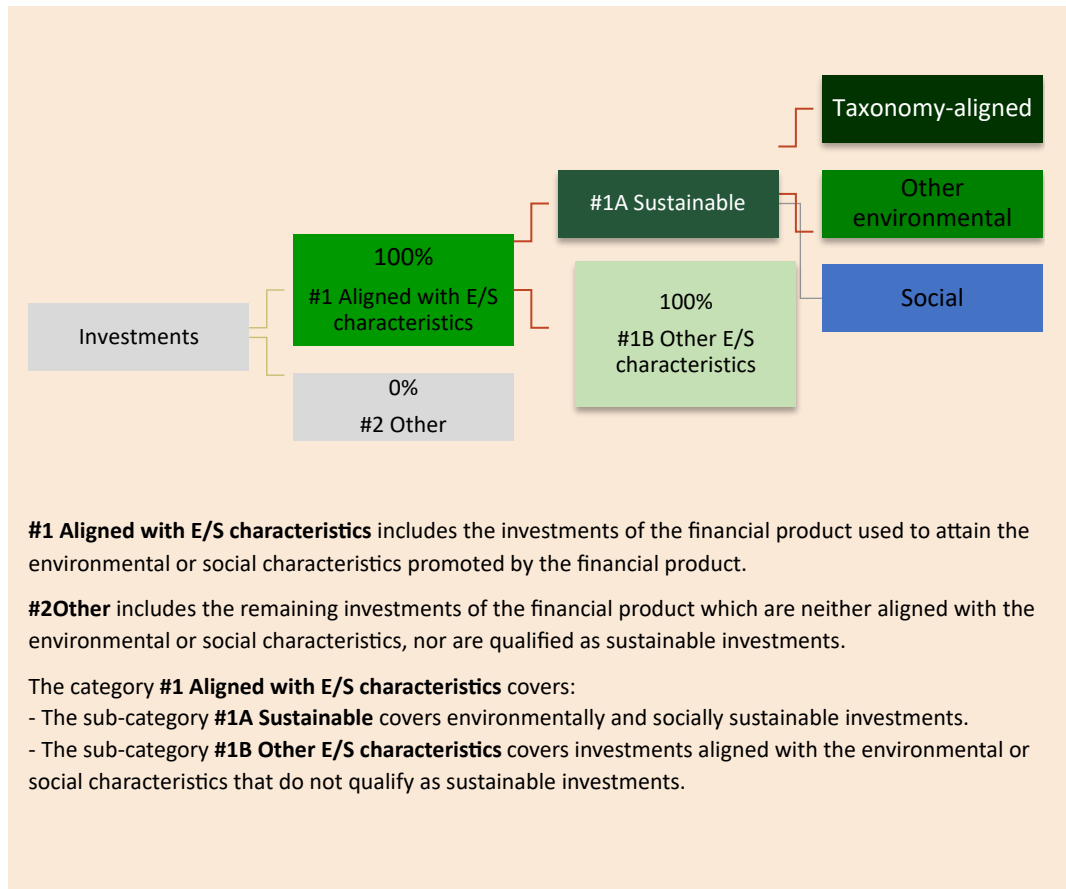 Taxonomy-aligned
#1A Sustainable
Other
environmental
100%
#1 Aligned with E/S
characteristics
100%
#1B Other E/S
characteristics
Social
Investments
0%
#2 Other
#1 Aligned with E/S characteristics includes the investments of the financial product used to attain the
environmental or social characteristics promoted by the financial product.
#2Other includes the remaining investments of the financial product which are neither aligned with the
environmental or social characteristics, nor are qualified as sustainable investments.
The category #1 Aligned with E/S characteristics covers:
- The sub-category #1A Sustainable covers environmentally and socially sustainable investments.
- The sub-category #1B Other E/S characteristics covers investments aligned with the environmental or
social characteristics that do not qualify as sustainable investments.